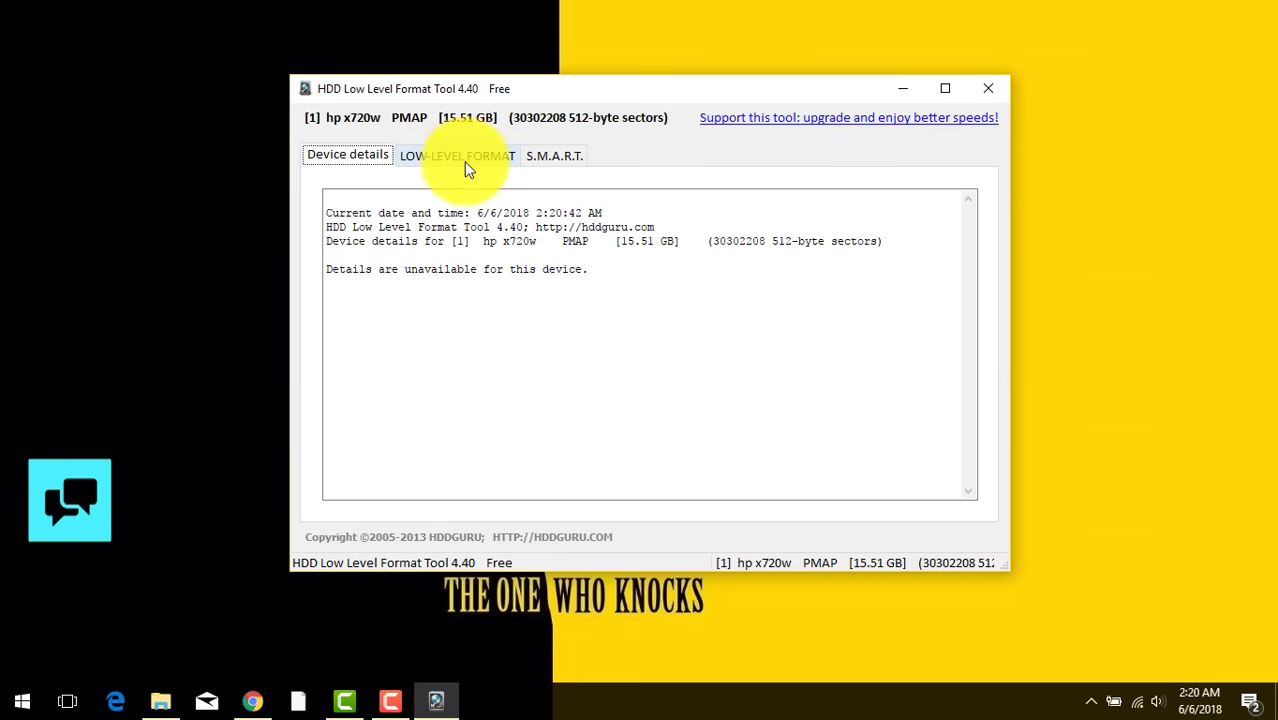 HDD Low Level Format Tool 4.40 Free
[1] hp x720w PMAP [15.51 GB] (30302208 512-byte sectors)
Support this tool: upgrade and enjoy better speeds!
Device details
LOW-LEVEL FORMAT
S.M.A.R.T.
Current date and time: 6/6/2018 2:20:42 AM
HDD Low Level Format Tool 4.40; http://hddguru.com
Device details for [1] hp x720w PMAP [15.51 GB] (30302208 512-byte sectors)
Details are unavailable for this device.
Copyright ©2005-2013 HDDGURU; HTTP://HDDGURU.COM
HDD Low Level Format Tool 4.40 Free
[1] hp x720w PMAP [15.51 GB] (30302208 512
THE ONE WHO KNOCKS
2:20 AM
6/6/2018
2